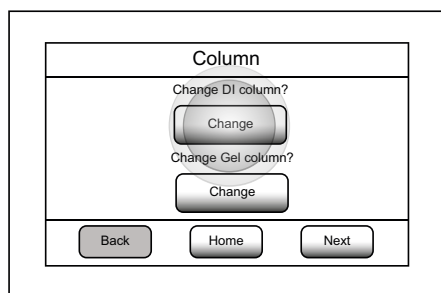 Column
Change DI column?
Change
Change Gel column?
Change
Back Home Next